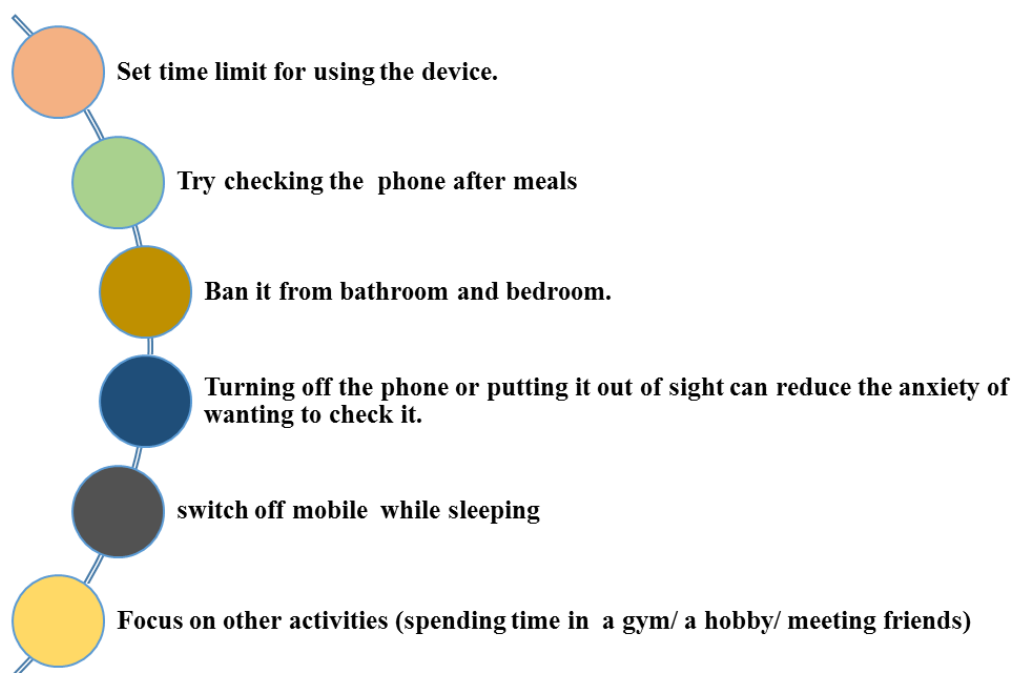 Set time limit for using the device.
Try checking the phone after meals
Ban it from bathroom and bedroom.
Turning off the phone or putting it out of sight can reduce the anxiety of
wanting to check it.
switch off mobile while sleeping
Focus on other activities (spending time in a gym/ a hobby/ meeting friends)